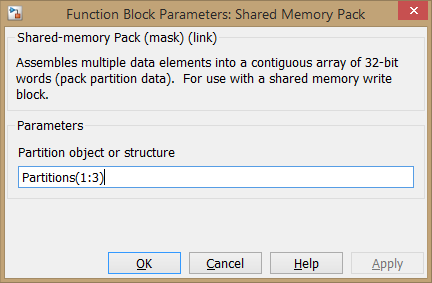 Function Block Parameters: Shared Memory Pack
Shared-memory Pack (mask) (link)
Assembles multiple data elements into a contiguous array of 32-bit
words (pack partition data).  For use with a shared memory write
block.
Parameters
Partition object or structure
Partitions(1:3)
OK Cancel Help Apply